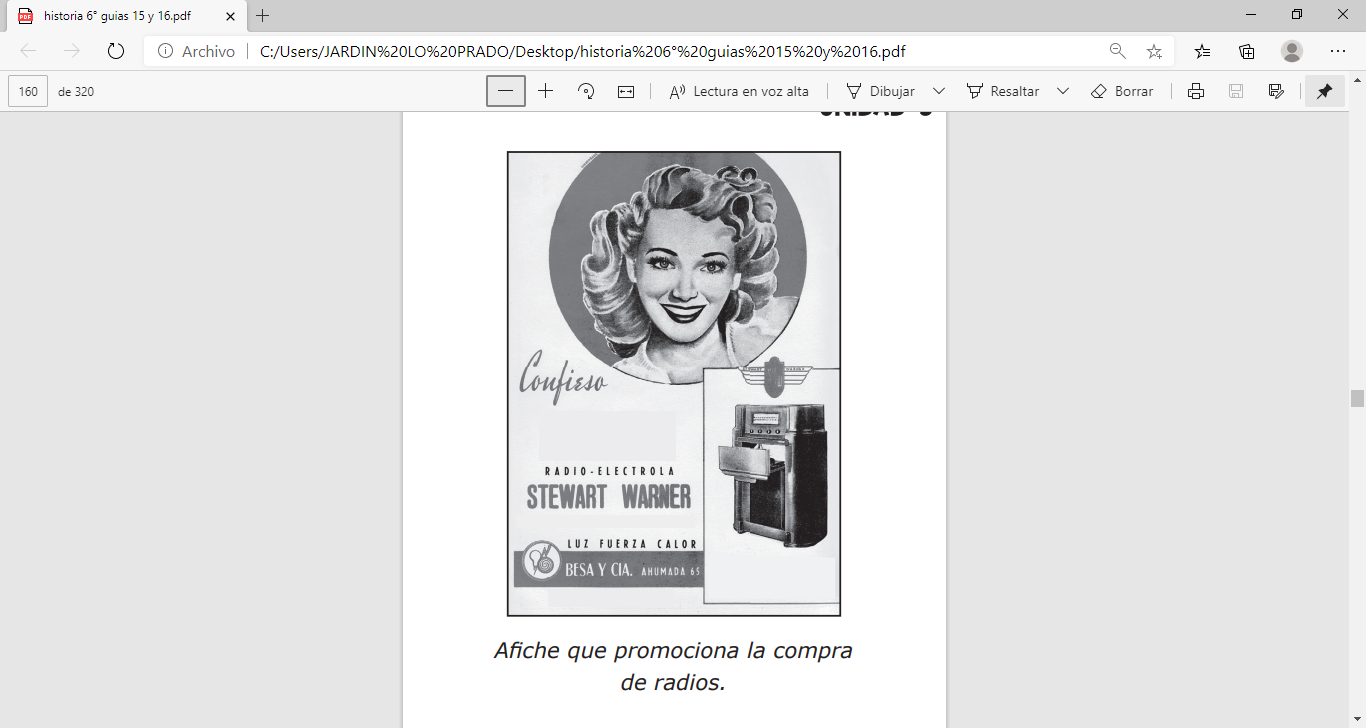 historia 6° guias 15 y 16.pdf
Archivo
C:/Users/JARDIN%20LO%20PRADO/Desktop/historia%206°%20guias%2015%20y%2016.pdf
160 de 320
Lectura en voz alta
Dibujar
Resaltar
Borrar
Confieso
RADIO-ELECTROLA
STEWART WARNER
LUZ FUERZA CALOR
BESA Y CIA. AHUMADA 65
Afiche que promociona la compra
de radios.